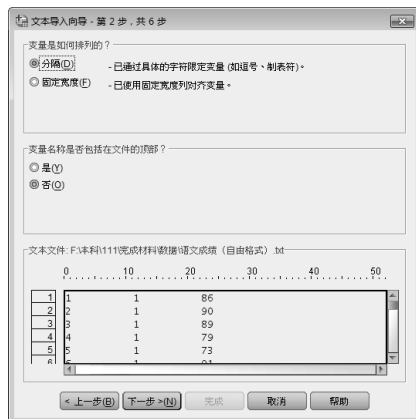 文本导入向导 - 第 2 步，共 6 步
变量是如何排列的？
分隔(D) - 已通过具体的字符限定变量 (如逗号、制表符)。
固定宽度(F) - 已使用固定宽度列对齐变量。
变量名称是否包括在文件的顶部？
是(Y)
否(O)
文本文件: F:\本科\111\完成材料\数据\语文成绩（自由格式）.txt
0 10 20 30 40 50
1 1 1 86
2 2 1 90
3 3 1 89
4 4 1 79
5 5 1 73
6 6 1 91
< 上一步(B) 下一步 >(N) 完成 取消 帮助